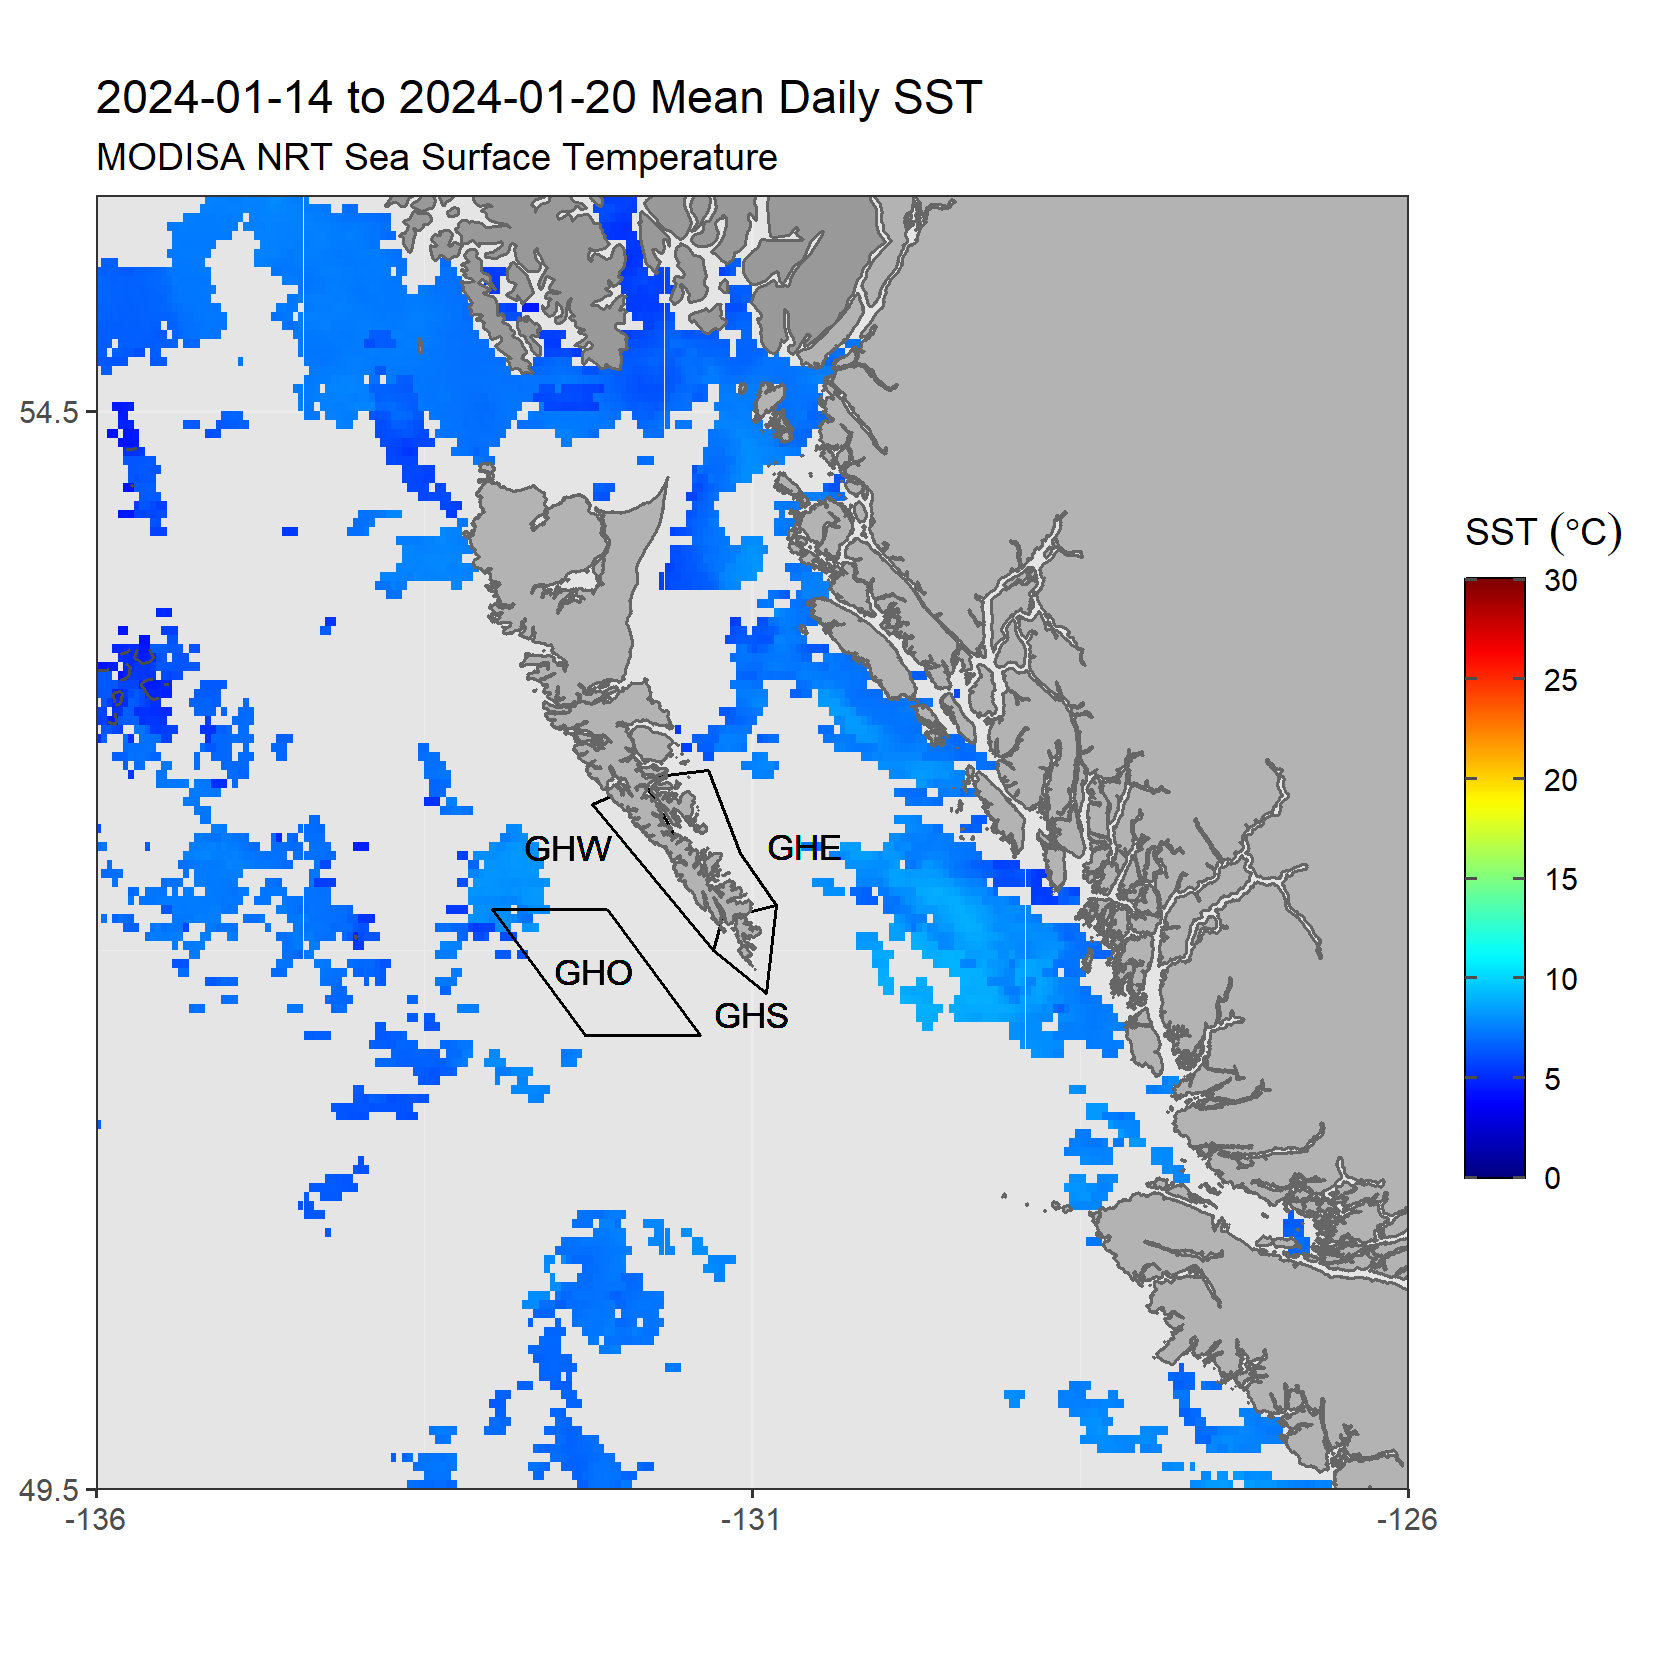 2024-01-14 to 2024-01-20 Mean Daily SST
MODISA NRT Sea Surface Temperature
54.5
49.5
-136
-131
-126
GHW
GHE
GHO
GHS
SST (°C)
30
25
20
15
10
5
0